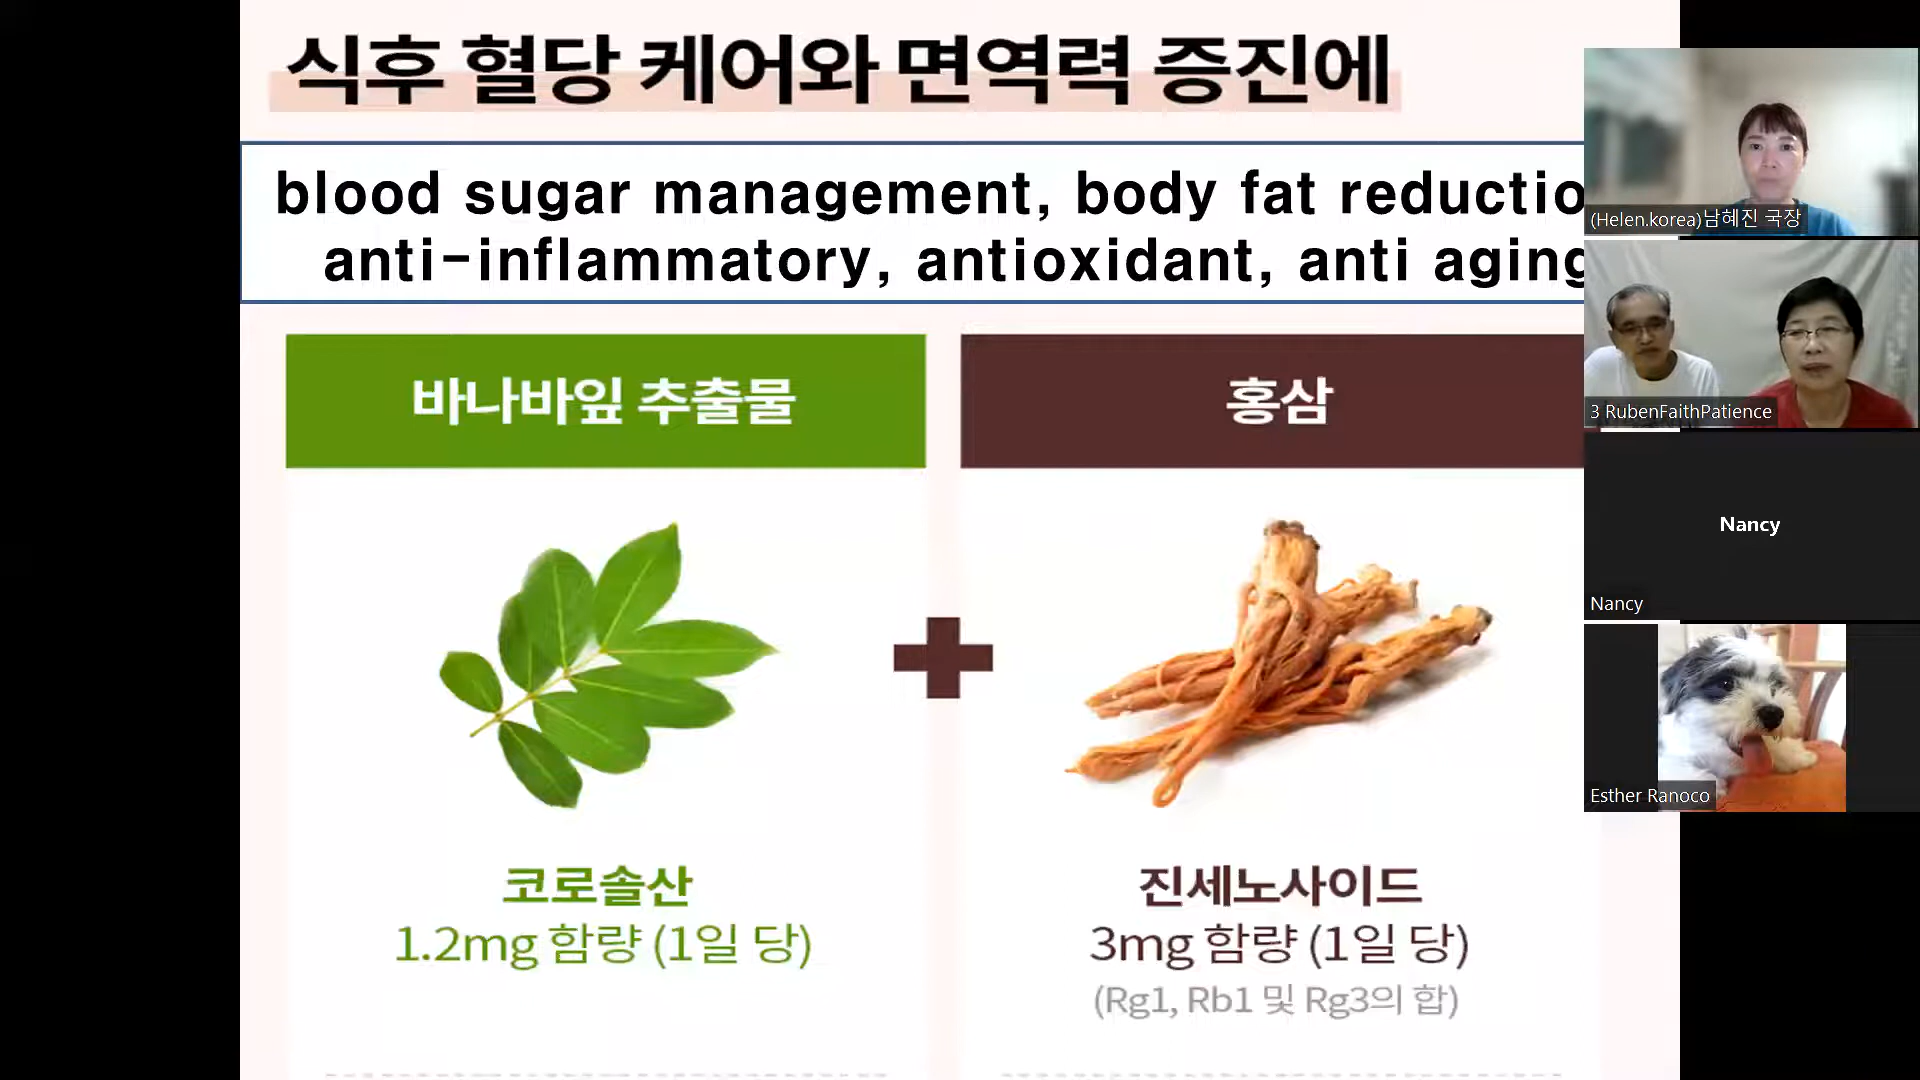 식후 혈당 케어와 면역력 증진에
blood sugar management, body fat reductio
anti-inflammatory, antioxidant, anti aging
바나바잎 추출물
홍삼
코로솔산
1.2mg 함량 (1일 당)
진세노사이드
3mg 함량 (1일 당)
(Rg1, Rb1 및 Rg3의 합)
(Helen.korea)남혜진 국장
3 RubenFaithPatience
Nancy
Nancy
Esther Ranoco